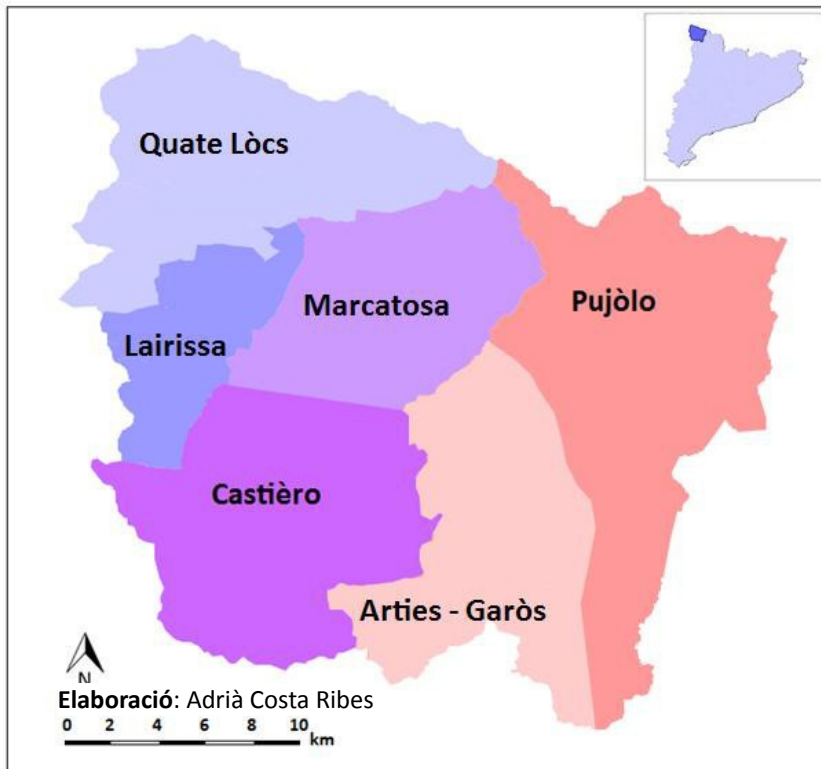 Quate Lòcs
Marcatosa
Pujòlo
Lairissa
Castièro
Arties - Garòs
N
Elaboració: Adrià Costa Ribes
0 2 4 6 8 10
km